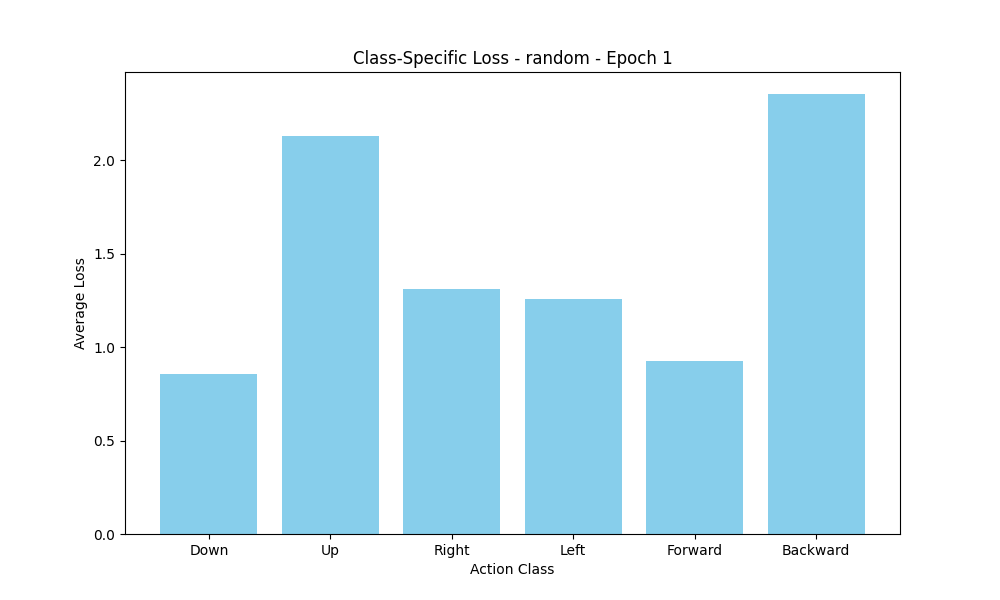 Class-Specific Loss - random - Epoch 1
Average Loss
2.0
1.5
1.0
0.5
0.0
Down Up Right Left Forward Backward
Action Class